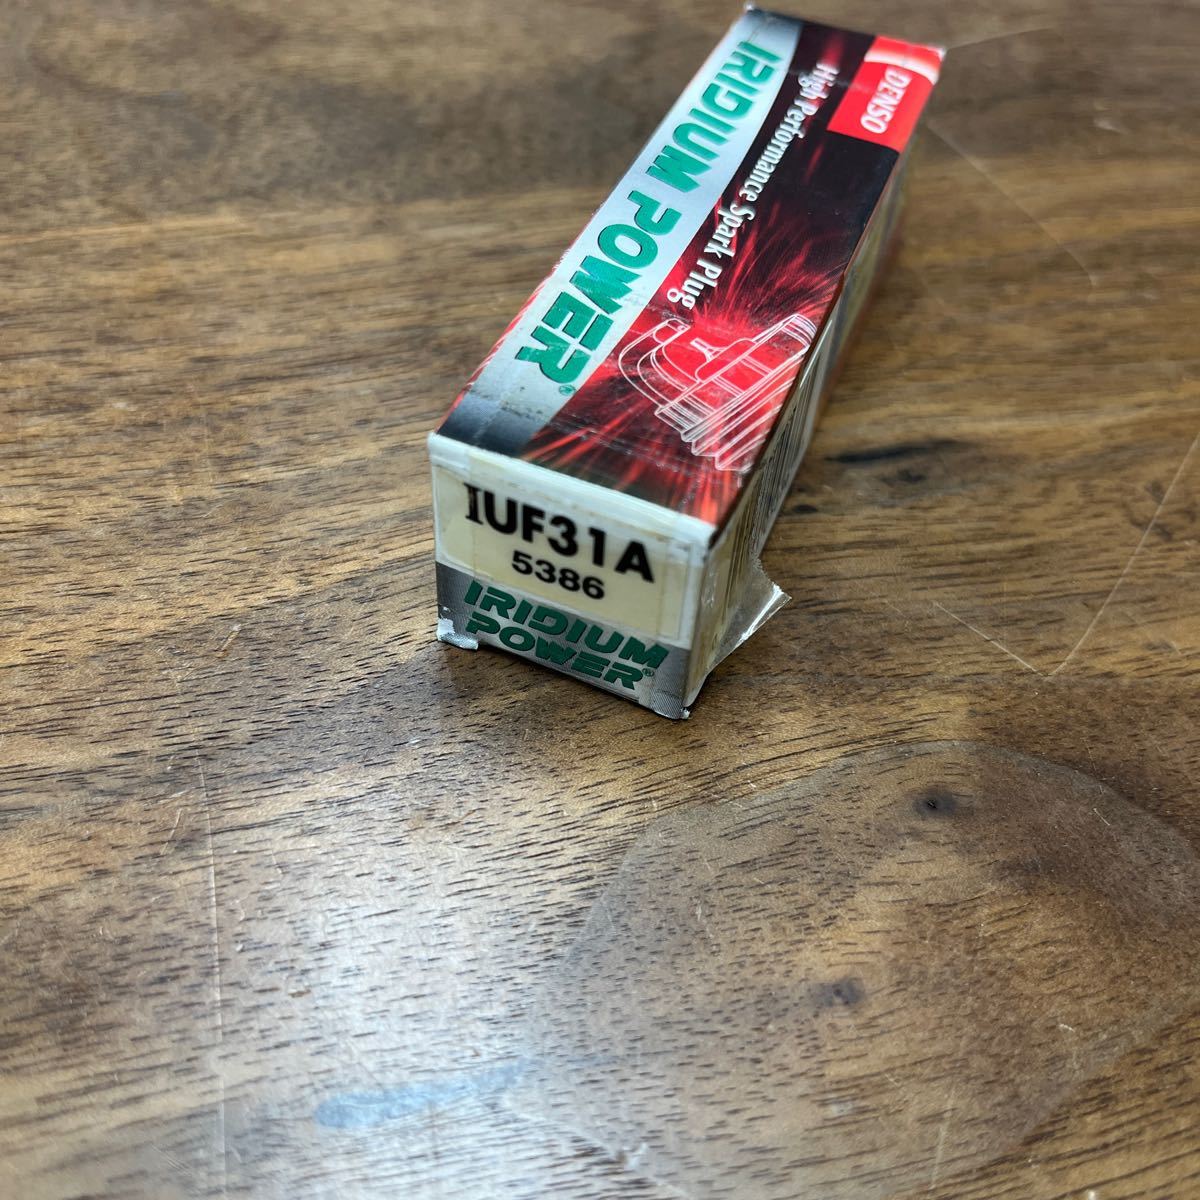 DENSO
High Performance Spark Plug
IRIDIUM POWER®
IUF31A
5386
IRIDIUM
POWER®